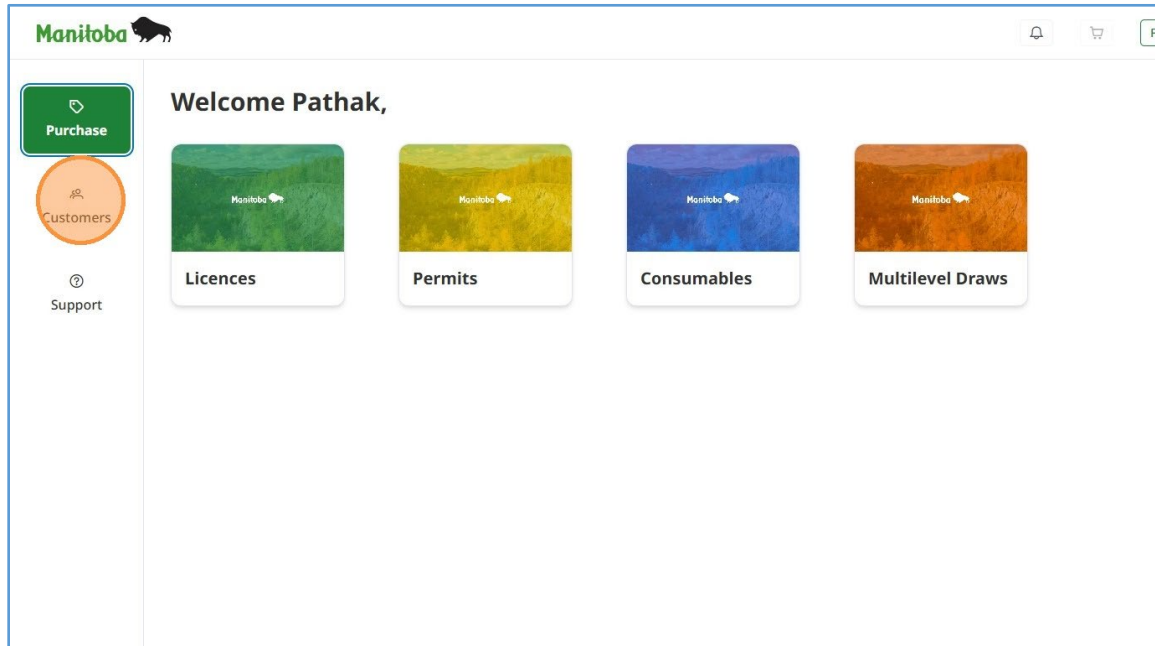 Manitoba
F
Purchase
Customers
Support
Welcome Pathak,
Manitoba
Licences
Manitoba
Permits
Manitoba
Consumables
Manitoba
Multilevel Draws